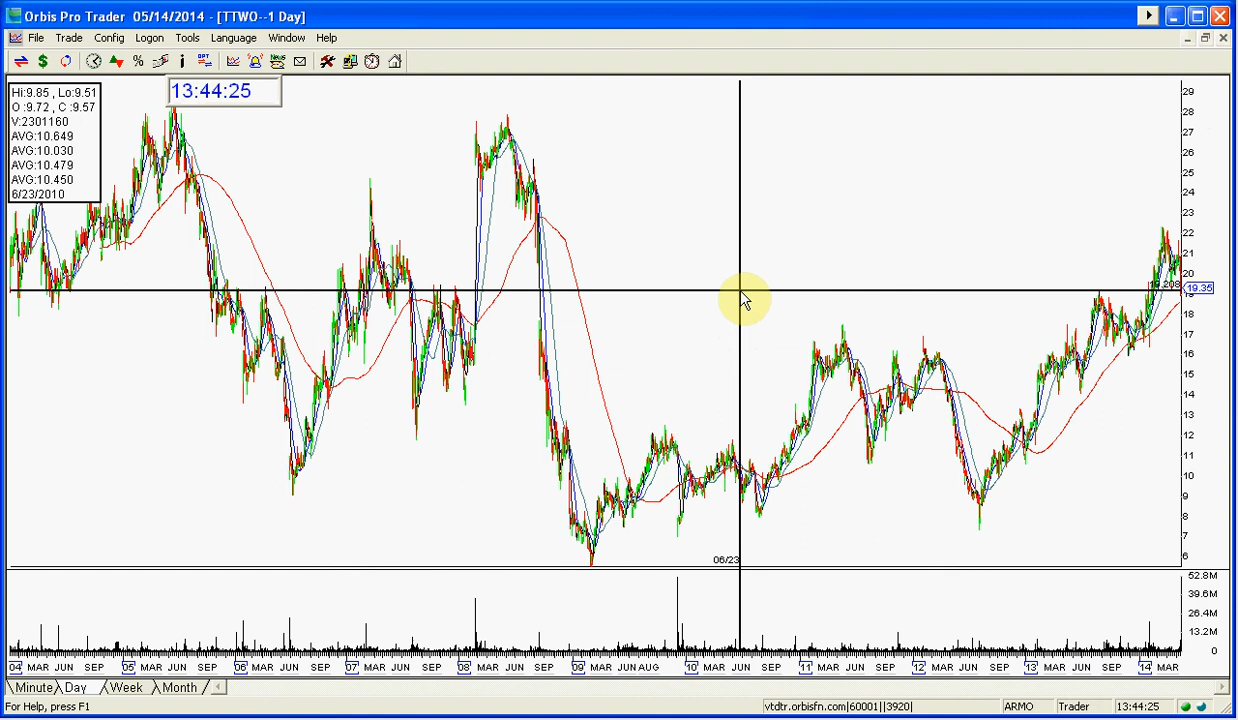 Orbis Pro Trader 05/14/2014 - [TTWO--1 Day]
File Trade Config Logon Tools Language Window Help
OPT
News
13:44:25
Hi:9.85 , Lo:9.51
O :9.72 , C :9.57
V:2301160
AVG:10.649
AVG:10.030
AVG:10.479
AVG:10.450
6/23/2010
29
28
27
26
25
24
23
22
21
20
19.35
18
17
16
15
14
13
12
11
10
9
8
7
6
06/23
52.8M
39.6M
26.4M
13.2M
0
04 MAR JUN SEP 05 MAR JUN SEP 06 MAR JUN SEP 07 MAR JUN SEP 08 MAR JUN SEP 09 MAR JUN AUG 10 MAR JUN SEP 11 MAR JUN SEP 12 MAR JUN SEP 13 MAR JUN SEP 14 MAR
Minute Day Week Month
For Help, press F1 vtdtr.orbisfn.com|60001||3920| ARMO Trader 13:44:25